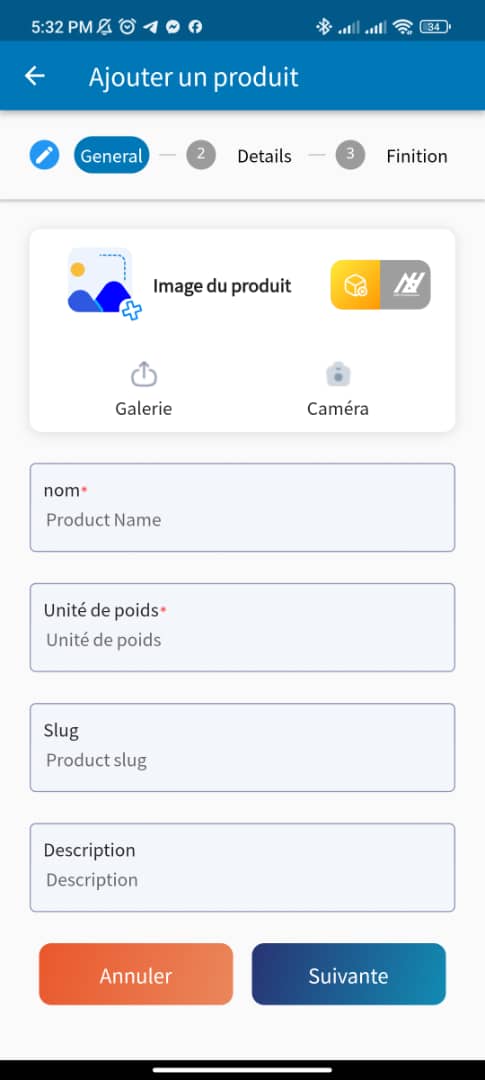 5:32 PM
34
Ajouter un produit
General
2
Details
3
Finition
Image du produit
Galerie
Caméra
nom*
Product Name
Unité de poids*
Unité de poids
Slug
Product slug
Description
Description
Annuler
Suivante